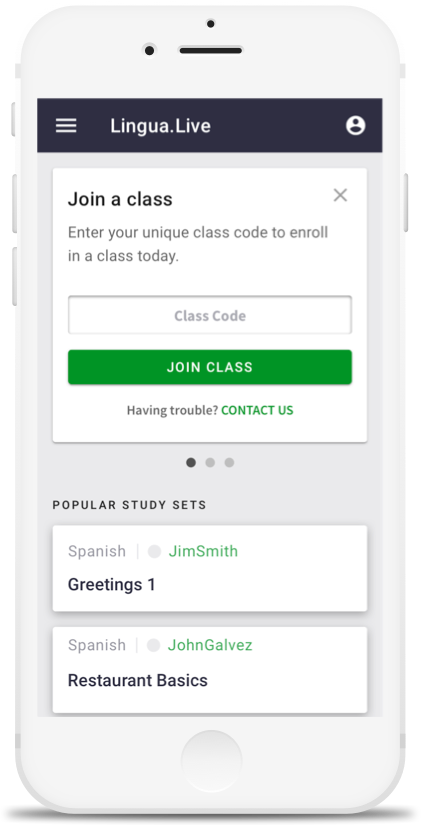 Lingua.Live
Join a class
Enter your unique class code to enroll
in a class today.
Class Code
JOIN CLASS
Having trouble? CONTACT US
POPULAR STUDY SETS
Spanish | JimSmith
Greetings 1
Spanish | JohnGalvez
Restaurant Basics